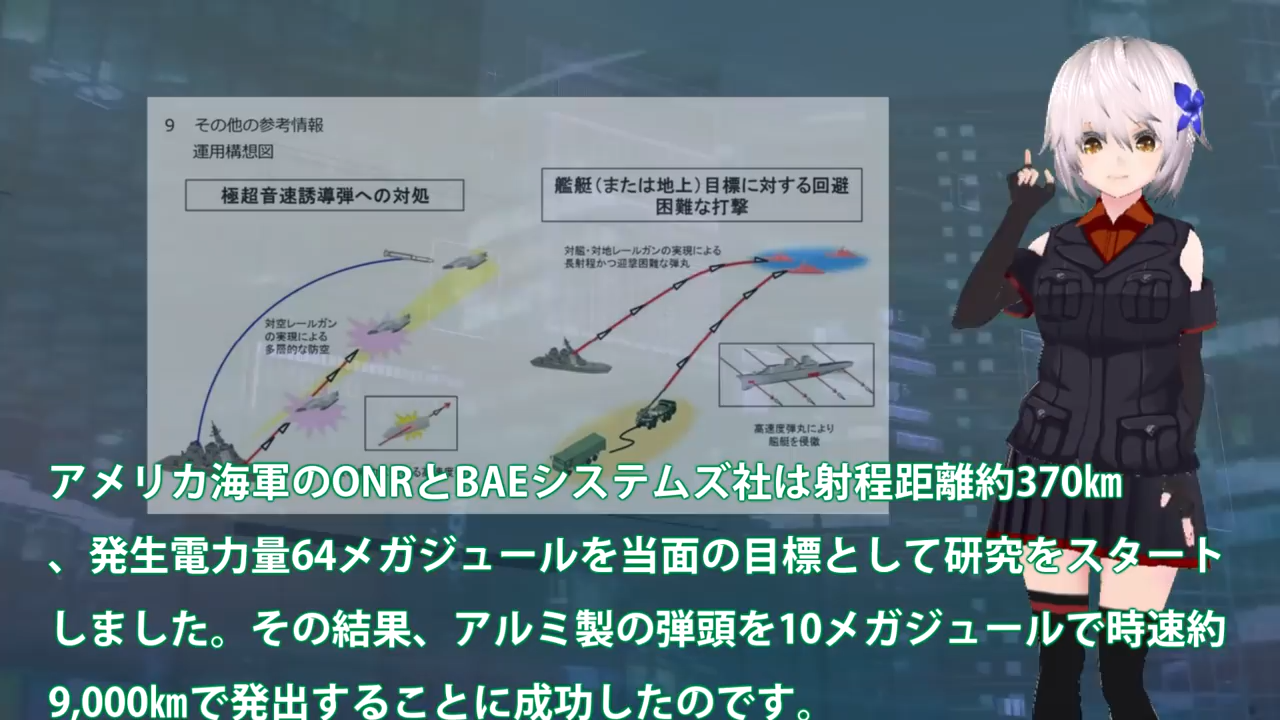 9 その他の参考情報
運用構想図
極超音速誘導弾への対処
艦艇(または地上)目標に対する回避
困難な打撃
対艦・対地レールガンの実現による
長射程かつ迎撃困難な弾丸
対空レールガン
の実現による
多層的な防空
高速度弾丸により
艦艇を侵徹
アメリカ海軍のONRとBAEシステムズ社は射程距離約370㎞
、発生電力量64メガジュールを当面の目標として研究をスタート
しました。その結果、アルミ製の弾頭を10メガジュールで時速約
9,000㎞で発出することに成功したのです。